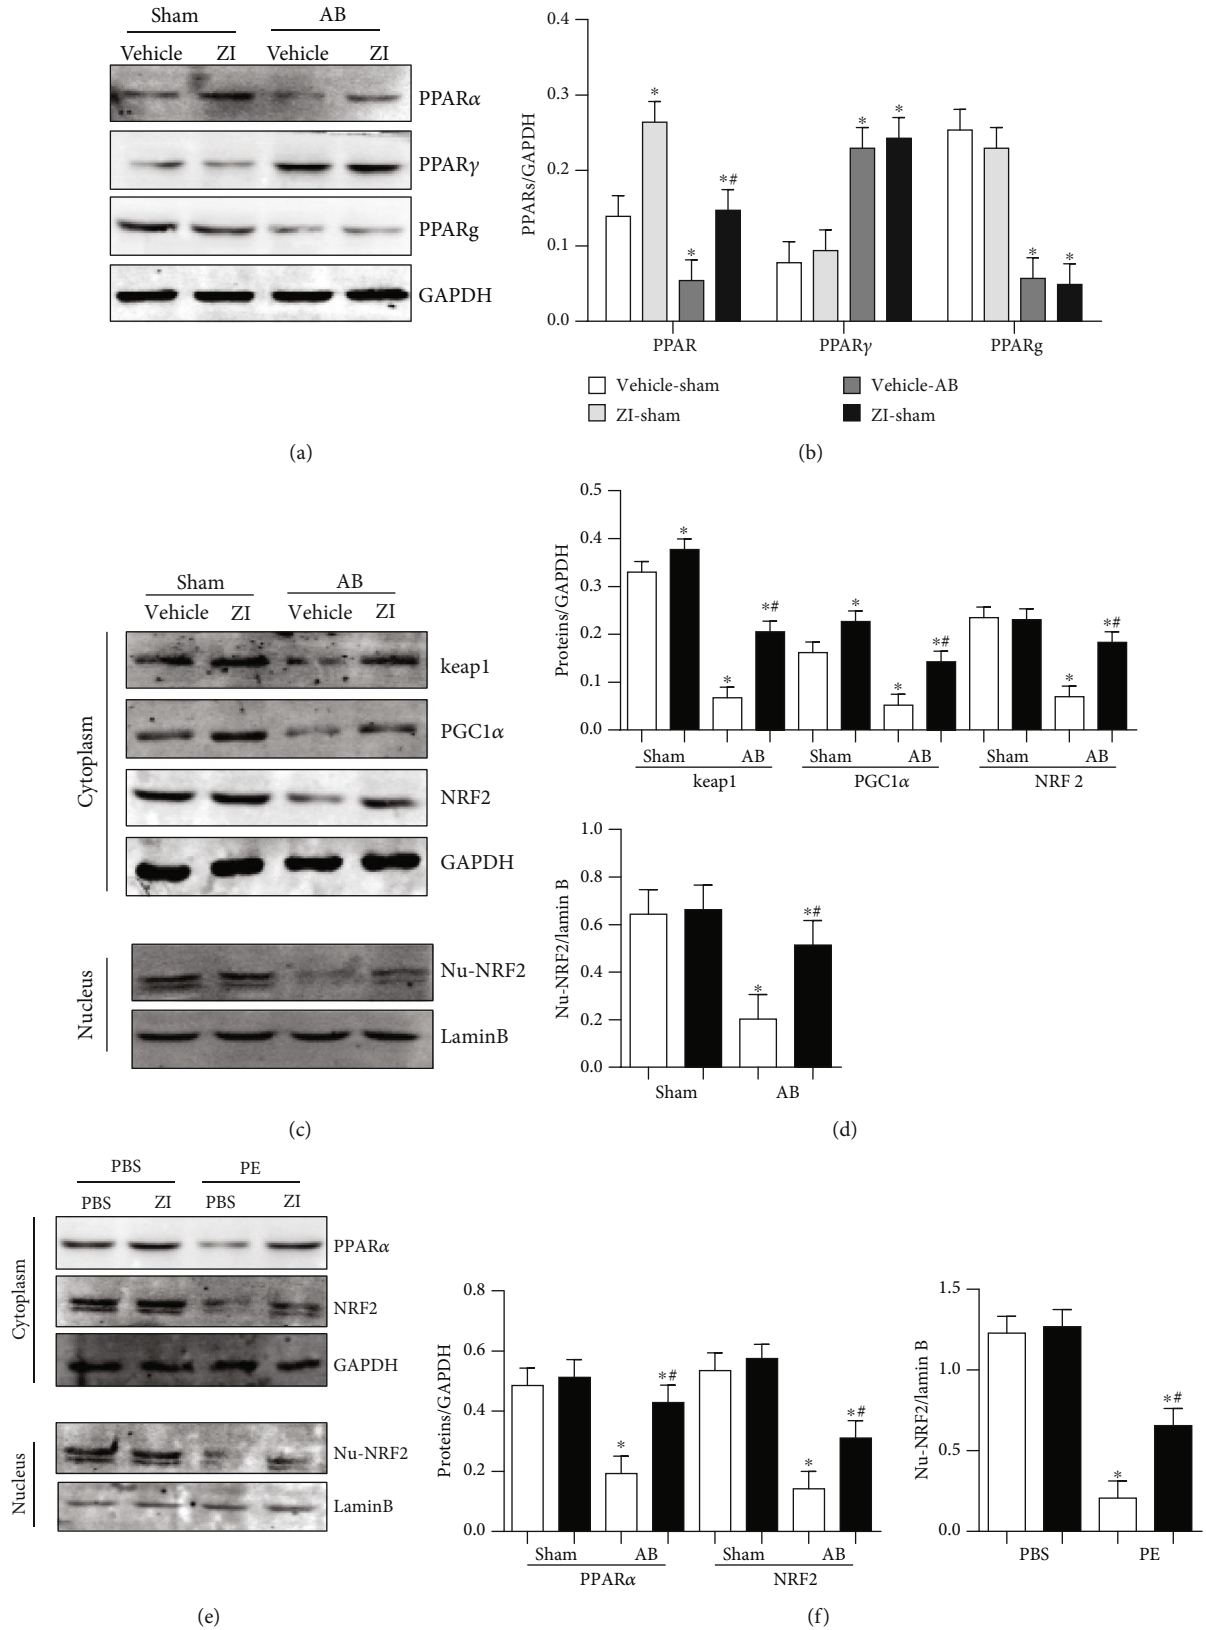 Sham AB
Vehicle ZI Vehicle ZI
PPARα
PPARγ
PPARg
GAPDH
(a)
PPARs/GAPDH
0.4
0.3
0.2
0.1
0.0
* * *# * * * *
PPAR PPARγ PPARg
Vehicle-sham Vehicle-AB
ZI-sham ZI-sham
(b)
Sham AB
Vehicle ZI Vehicle ZI
Cytoplasm
keap1
PGC1α
NRF2
GAPDH
Nucleus
Nu-NRF2
LaminB
(c)
Proteins/GAPDH
0.5
0.4
0.3
0.2
0.1
0.0
* * *# * * *# * *#
Sham AB Sham AB Sham AB
keap1 PGC1α NRF 2
Nu-NRF2/lamin B
1.0
0.8
0.6
0.4
0.2
0.0
* *#
Sham AB
(d)
PBS PE
PBS ZI PBS ZI
Cytoplasm
PPARα
NRF2
GAPDH
Nucleus
Nu-NRF2
LaminB
(e)
Proteins/GAPDH
0.8
0.6
0.4
0.2
0.0
* *# * *#
Sham AB Sham AB
PPARα NRF2
Nu-NRF2/lamin B
1.5
1.0
0.5
0.0
* *#
PBS PE
(f)